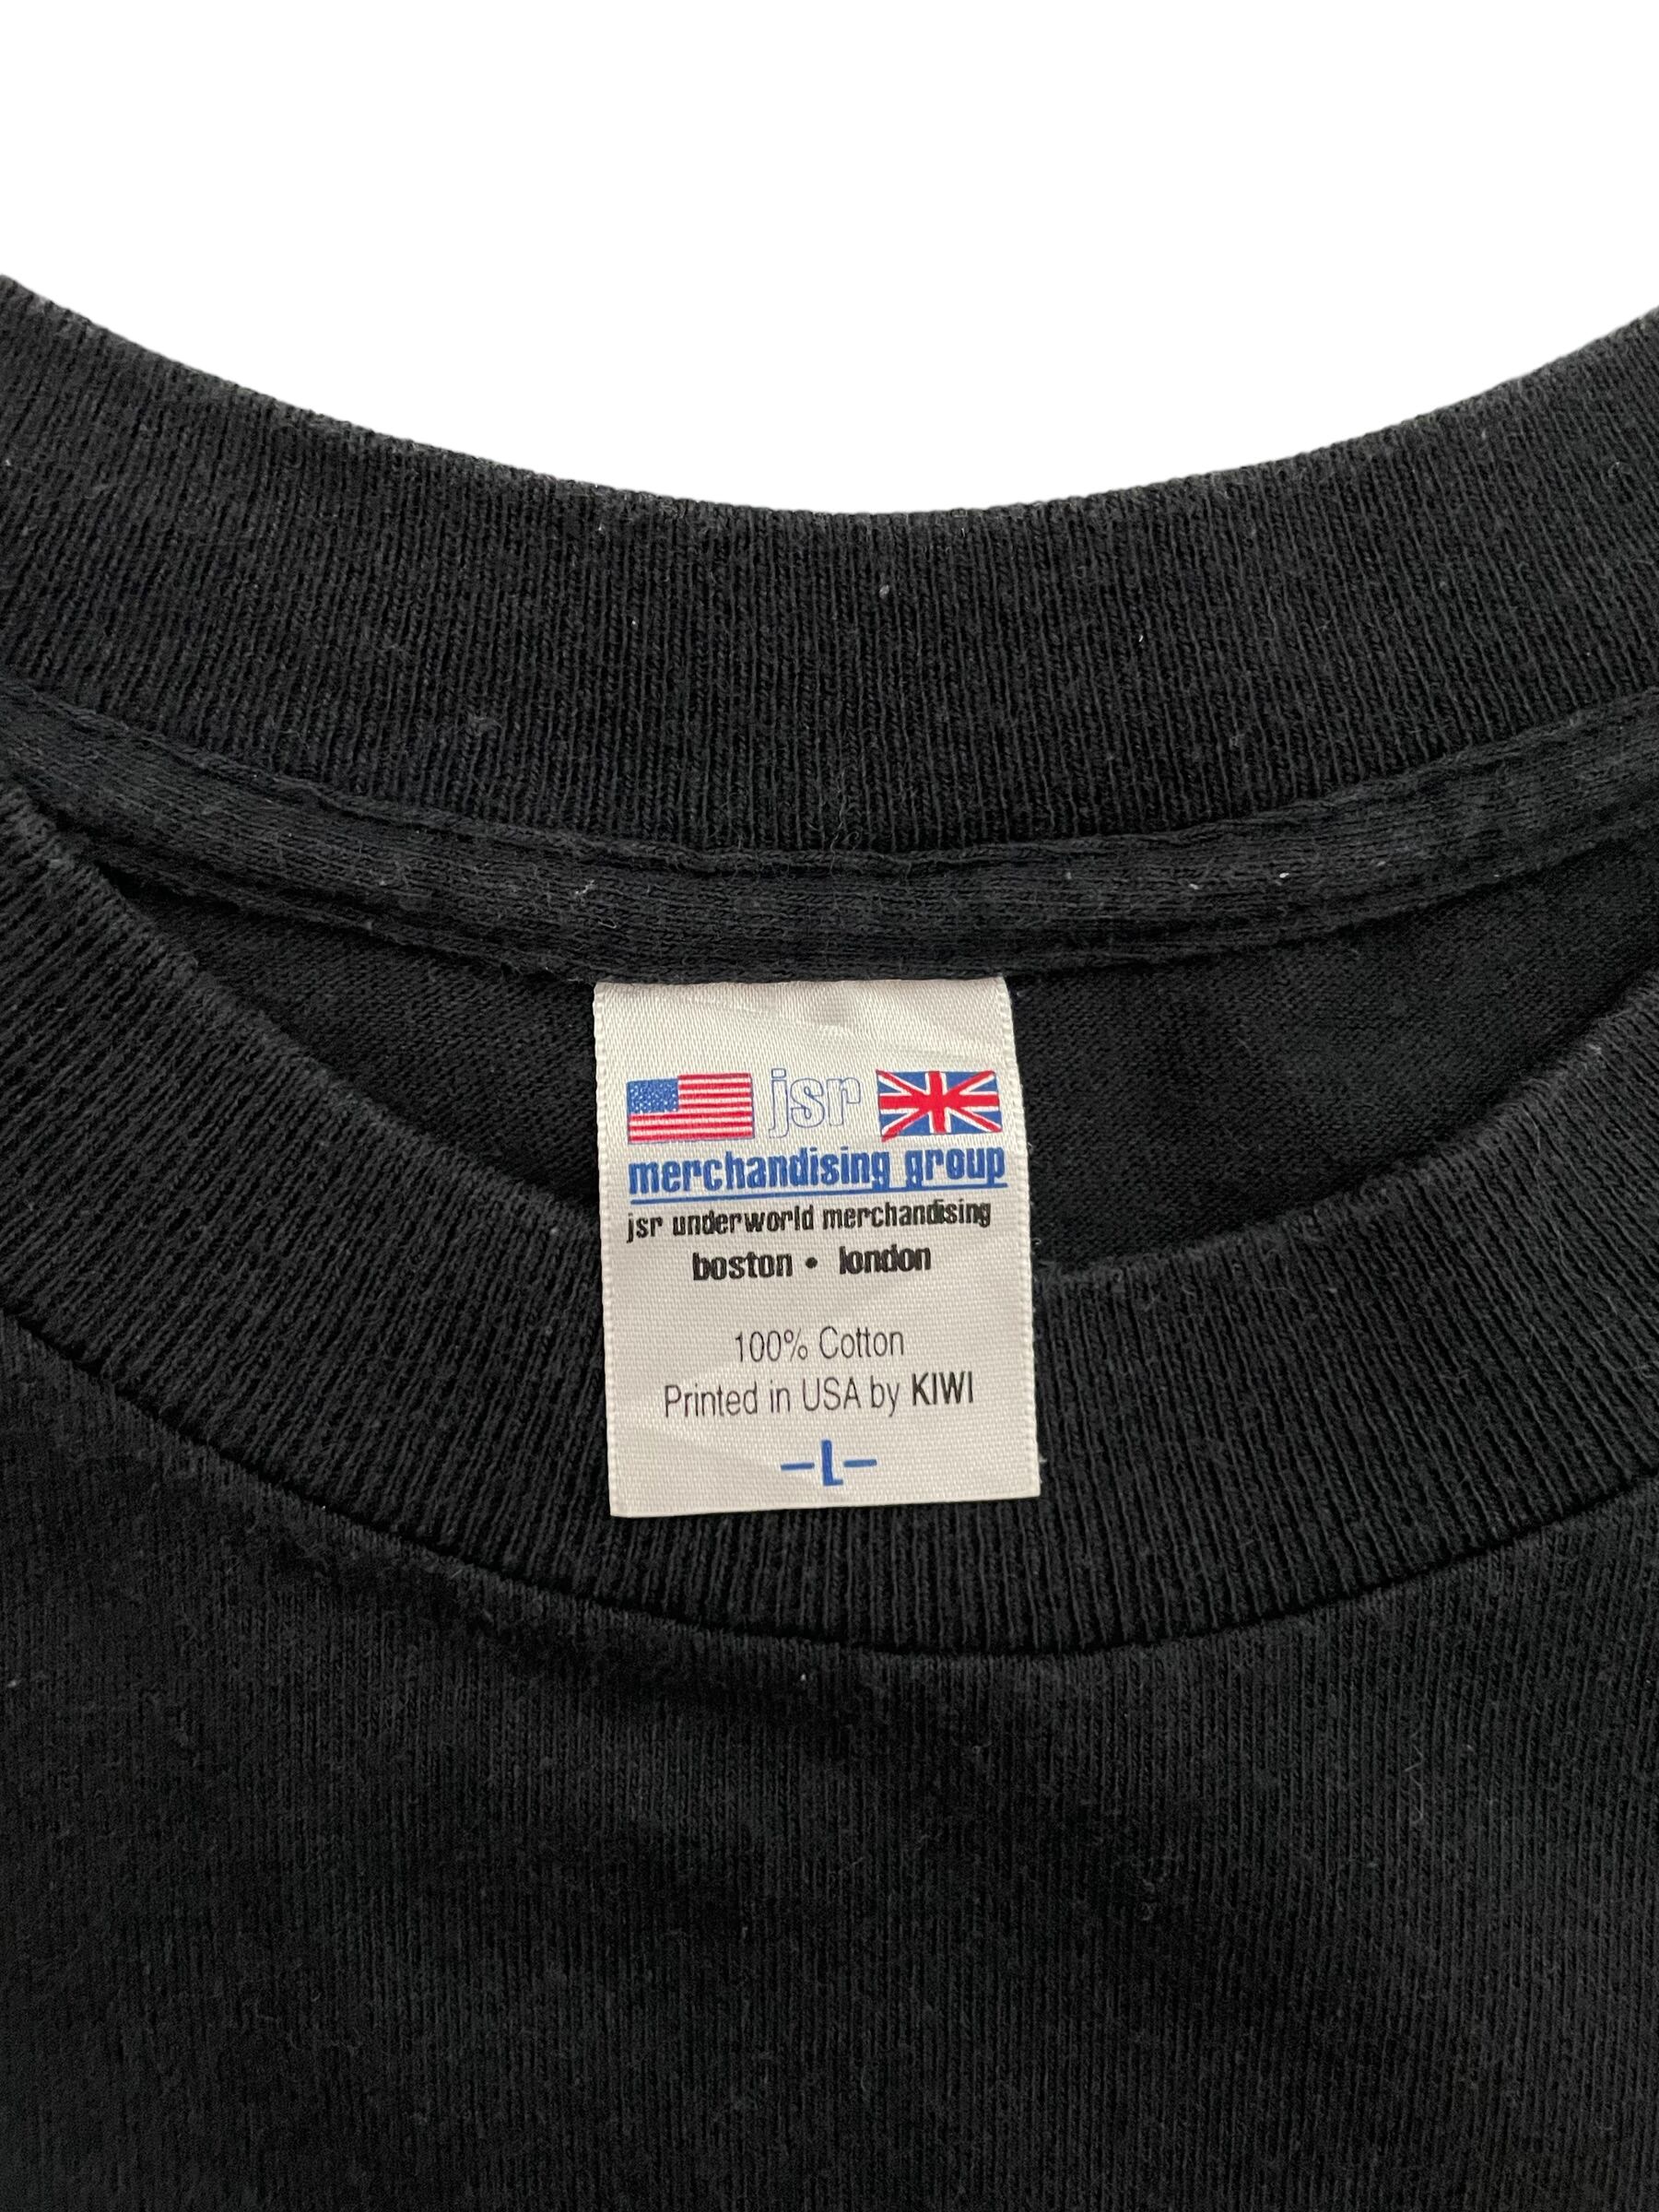 jsr
merchandising group
jsr underworld merchandising
boston • london
100% Cotton
Printed in USA by KIWI
-L-